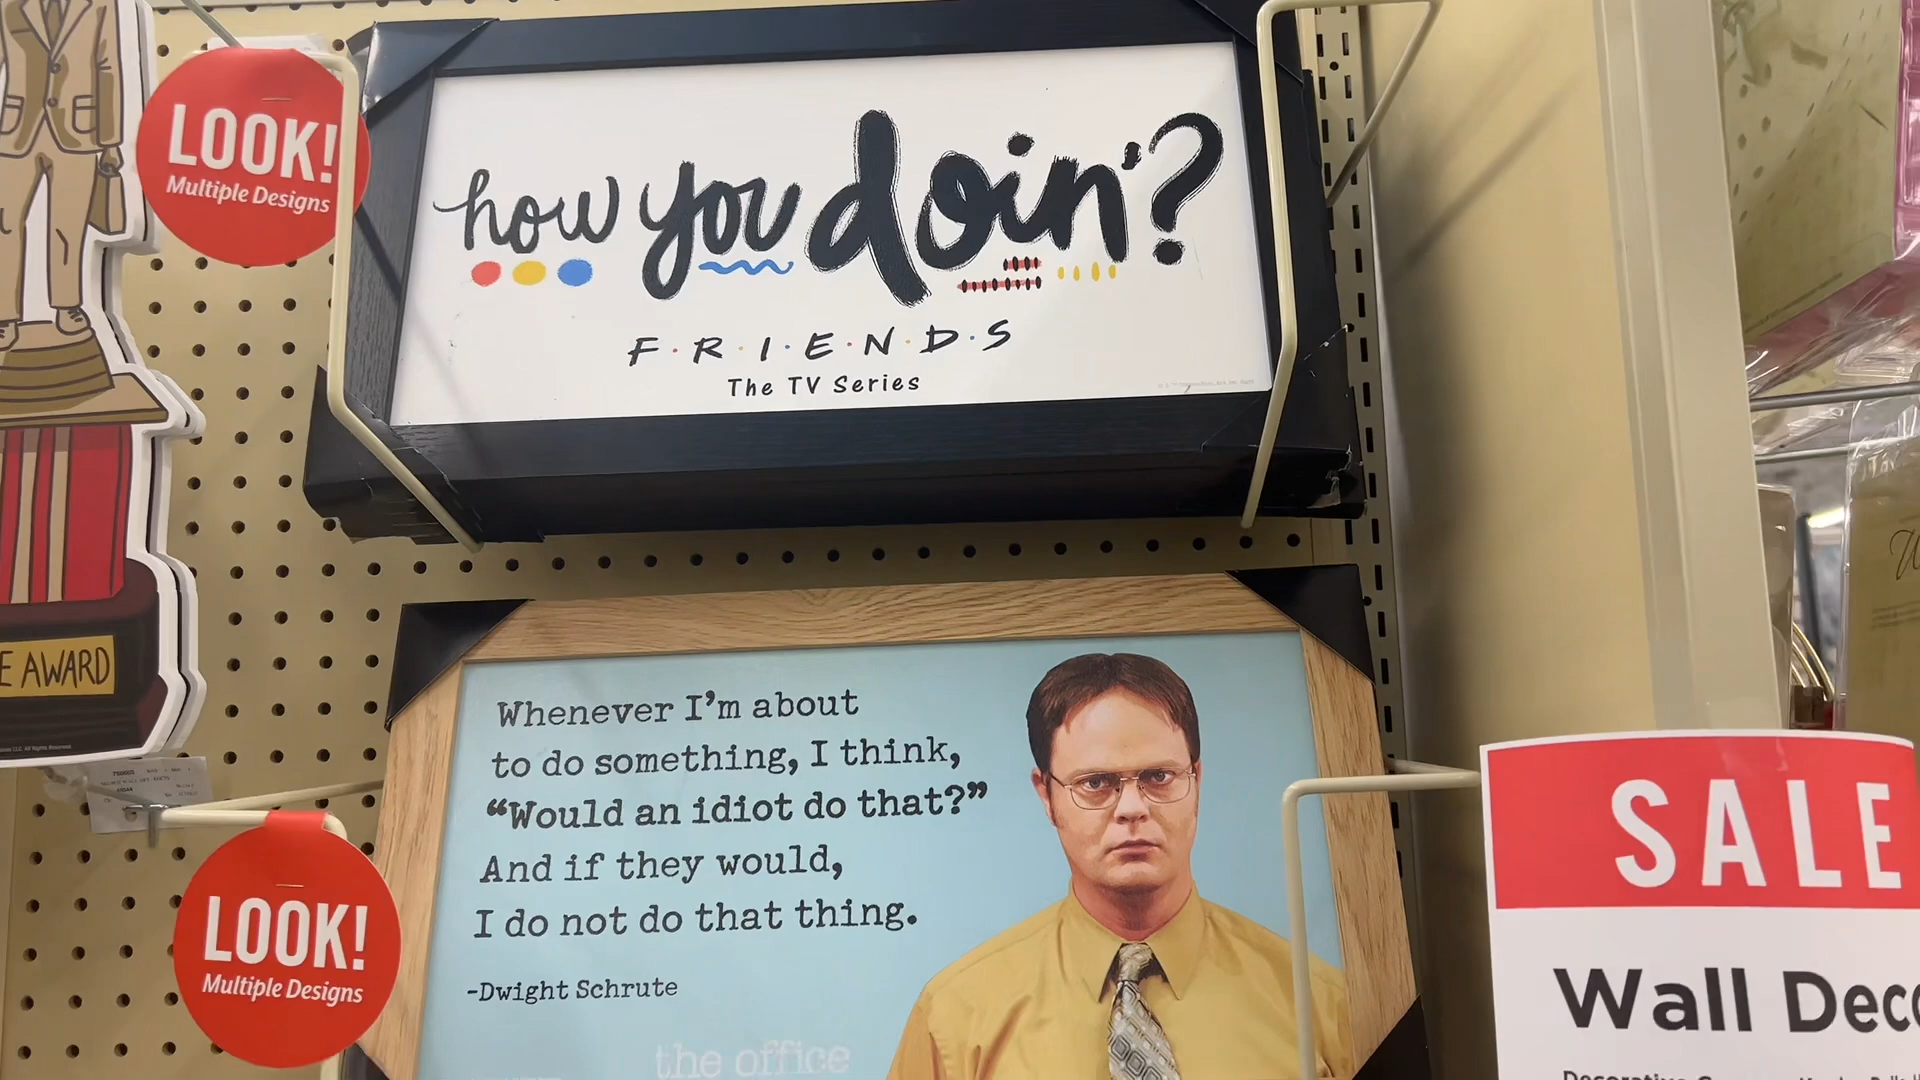 LOOK!
Multiple Designs
how you doin'?
F·R·I·E·N·D·S
The TV Series
E AWARD
Whenever I'm about
to do something, I think,
“Would an idiot do that?”
And if they would,
I do not do that thing.
-Dwight Schrute
the office
LOOK!
Multiple Designs
SALE
Wall Deco